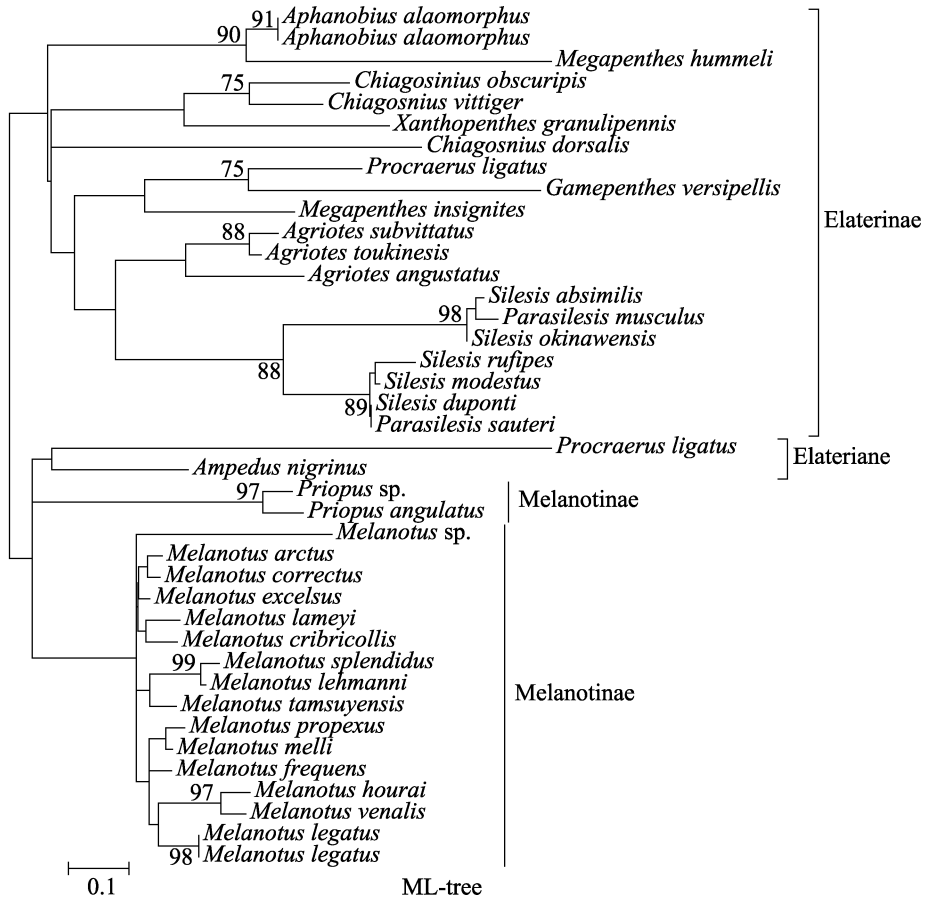 91 Aphanobius alaomorphus
90 Aphanobius alaomorphus
Megapenthes hummeli
75 Chiagosinius obscuripis
Chiagosnius vittiger
Xanthopenthes granulipennis
Chiagosnius dorsalis
75 Procraerus ligatus
Gamepenthes versipellis
Megapenthes insignites
Elaterinae
88 Agriotes subvittatus
Agriotes toukinesis
Agriotes angustatus
Silesis absimilis
98 Parasilesis musculus
Silesis okinawensis
Silesis rufipes
88 Silesis modestus
89 Silesis duponti
Parasilesis sauteri
Procraerus ligatus
Elateriane
Ampedus nigrinus
97 Priopus sp.
Melanotinae
Priopus angulatus
Melanotus sp.
Melanotus arctus
Melanotus correctus
Melanotus excelsus
Melanotus lameyi
Melanotus cribricollis
99 Melanotus splendidus
Melanotus lehmanni
Melanotinae
Melanotus tamsuyensis
Melanotus propexus
Melanotus melli
Melanotus frequens
97 Melanotus hourai
Melanotus venalis
Melanotus legatus
98 Melanotus legatus
0.1 ML-tree